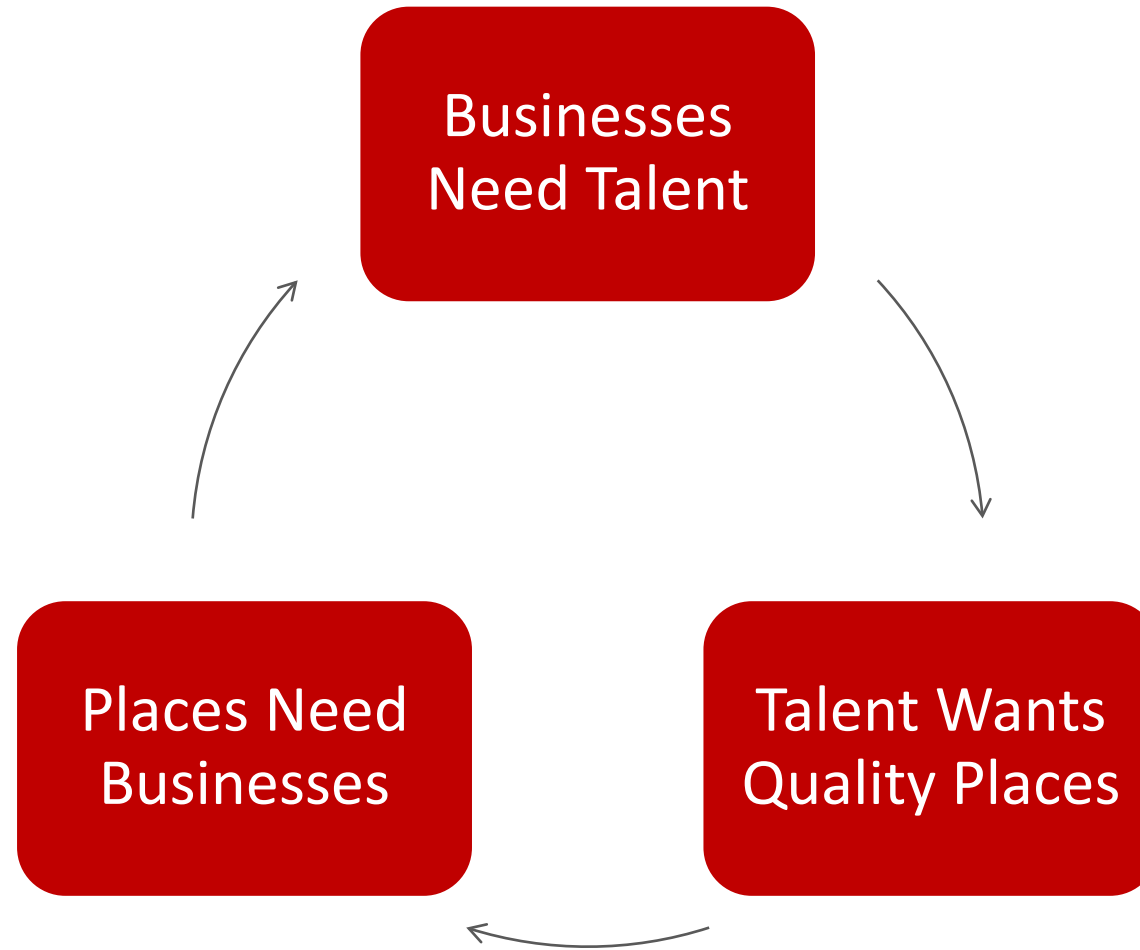 Businesses
Need Talent
Talent Wants
Quality Places
Places Need
Businesses